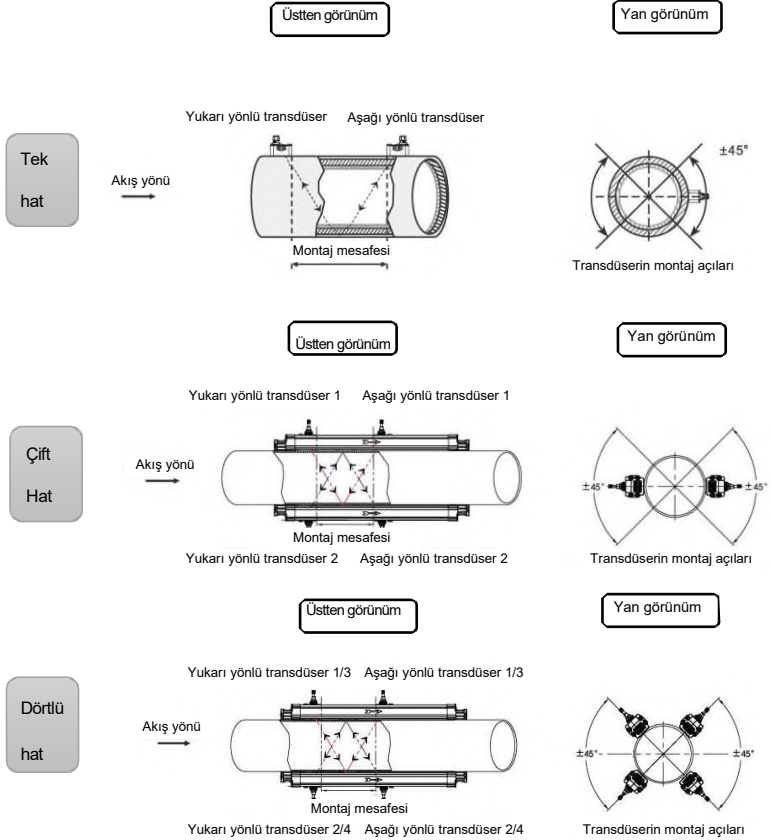 Üstten görünüm
Yan görünüm
Yukarı yönlü transdüser
Aşağı yönlü transdüser
Tek
hat
Akış yönü
±45°
Montaj mesafesi
Transdüserin montaj açıları
Üstten görünüm
Yan görünüm
Yukarı yönlü transdüser 1
Aşağı yönlü transdüser 1
Çift
Hat
Akış yönü
±45°
±45°
Montaj mesafesi
Yukarı yönlü transdüser 2
Aşağı yönlü transdüser 2
Transdüserin montaj açıları
Üstten görünüm
Yan görünüm
Yukarı yönlü transdüser 1/3
Aşağı yönlü transdüser 1/3
Dörtlü
hat
Akış yönü
±45°
±45°
Montaj mesafesi
Yukarı yönlü transdüser 2/4
Aşağı yönlü transdüser 2/4
Transdüserin montaj açıları